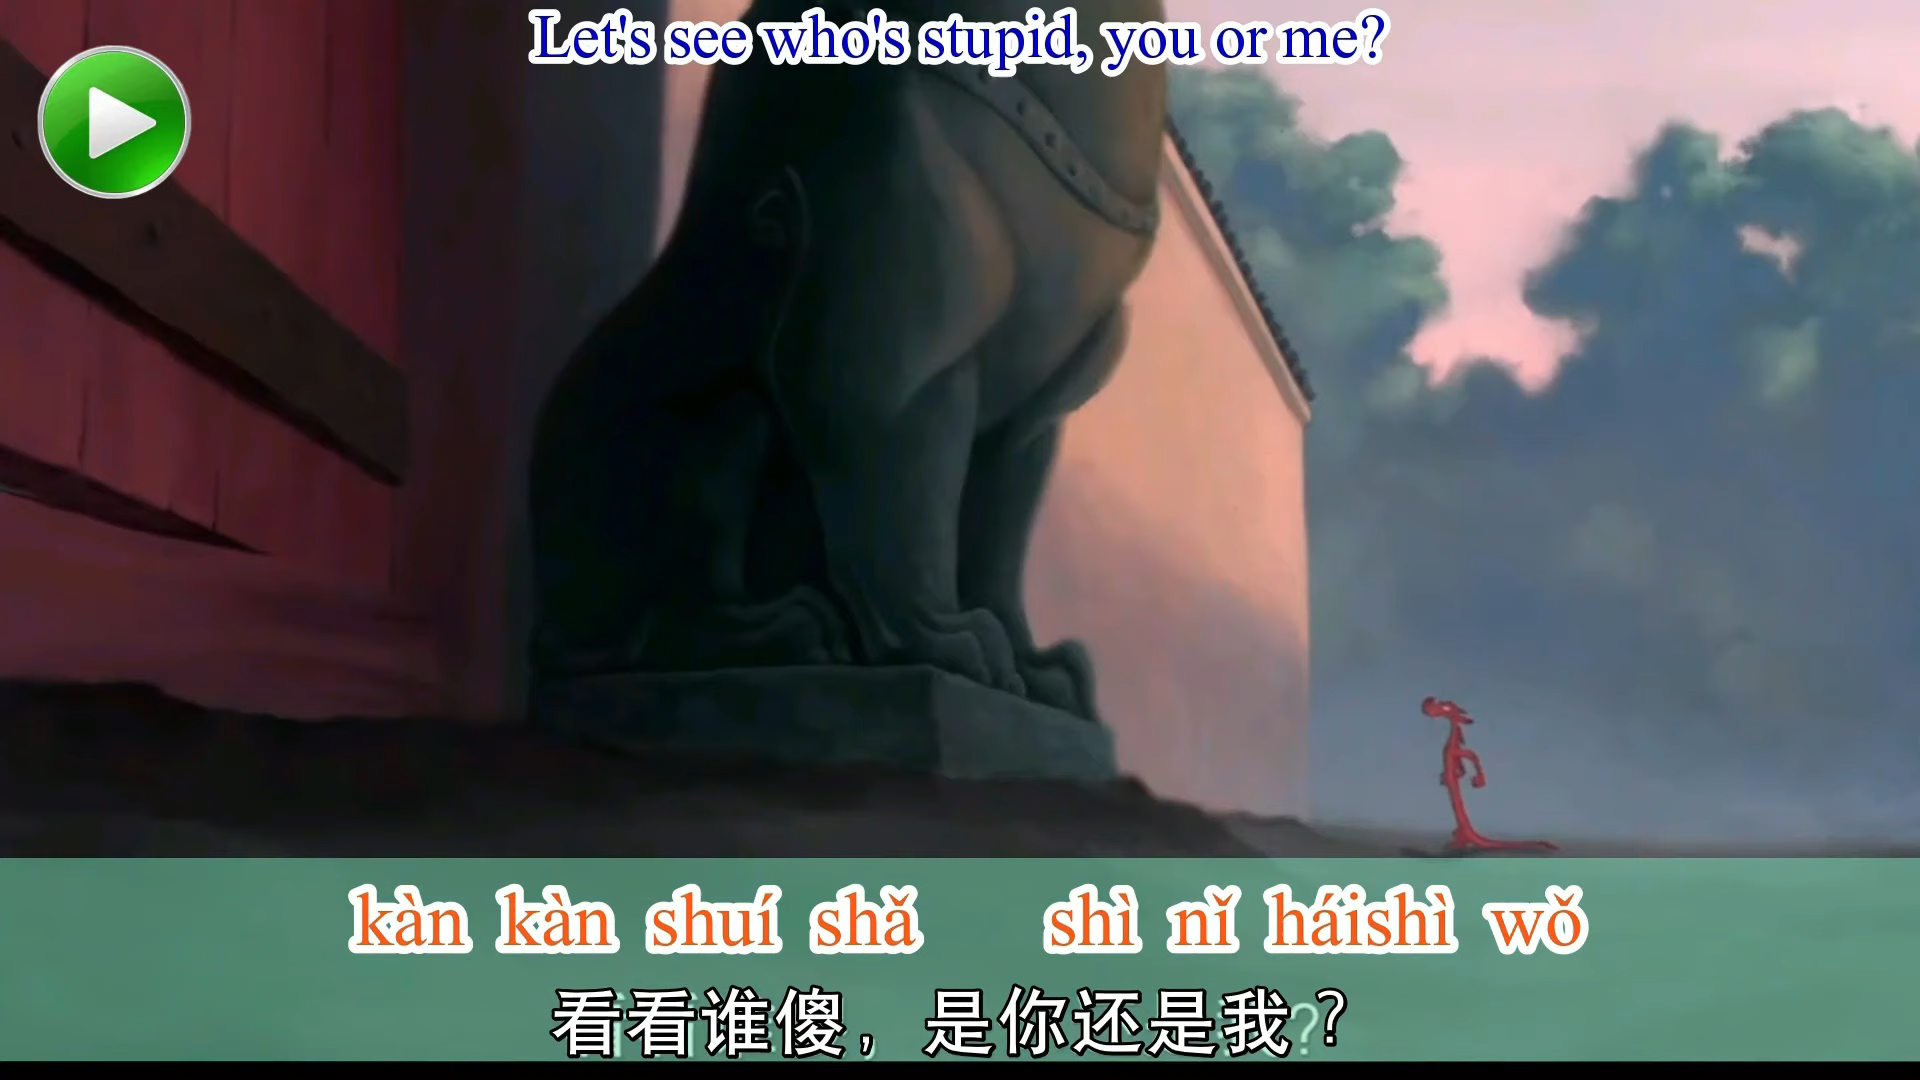 Let's see who's stupid, you or me?
kàn kàn shuí shǎ shì nǐ háishì wǒ
看看谁傻，是你还是我？